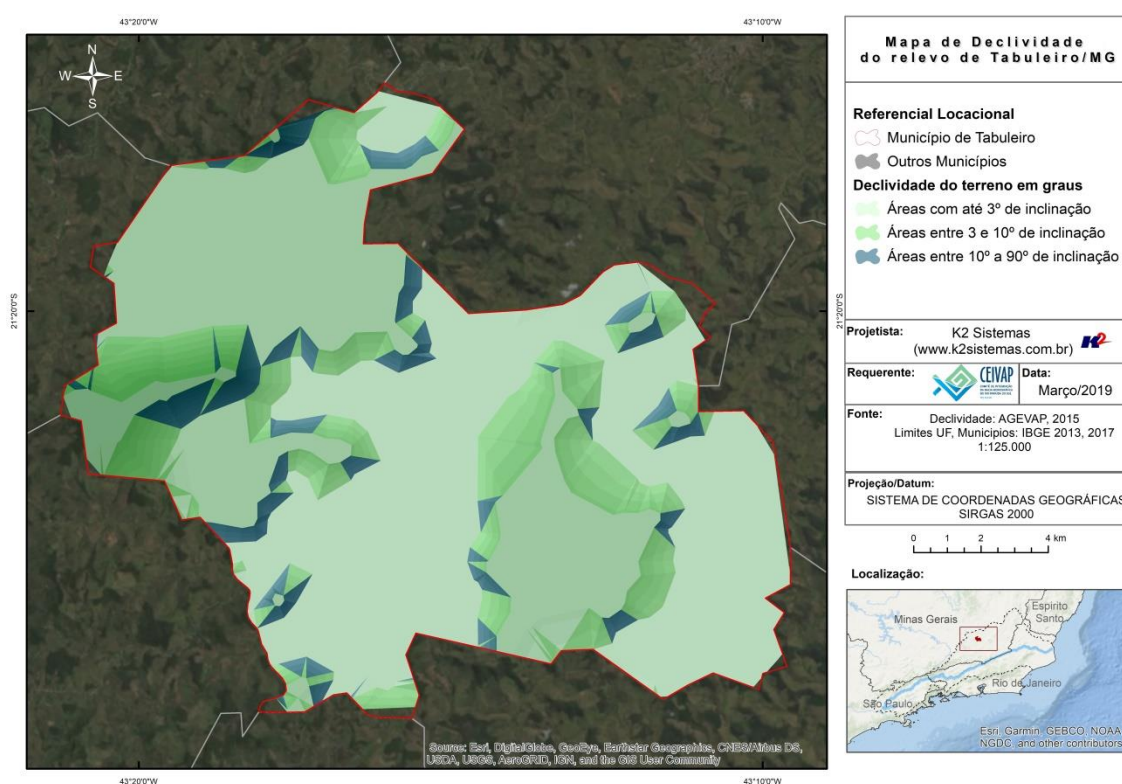 43°20'0"W
43°10'0"W
N
W
E
S
21°20'0"S
21°20'0"S
Source: Esri, DigitalGlobe, GeoEye, Earthstar Geographics, CNES/Airbus DS,
USDA, USGS, AeroGRID, IGN, and the GIS User Community
43°20'0"W
43°10'0"W
Mapa de Declividade
do relevo de Tabuleiro/MG
Referencial Locacional
Município de Tabuleiro
Outros Municípios
Declividade do terreno em graus
Áreas com até 3º de inclinação
Áreas entre 3 e 10º de inclinação
Áreas entre 10º a 90º de inclinação
Projetista:
K2 Sistemas
(www.k2sistemas.com.br)
K2
Requerente:
CEIVAP
Data:
Março/2019
Fonte:
Declividade: AGEVAP, 2015
Limites UF, Municipios: IBGE 2013, 2017
1:125.000
Projeção/Datum:
SISTEMA DE COORDENADAS GEOGRÁFICAS
SIRGAS 2000
0 1 2 4 km
Localização:
Minas Gerais
Espirito
Santo
Rio de Janeiro
São Paulo
Esri, Garmin, GEBCO, NOAA
NGDC, and other contributors